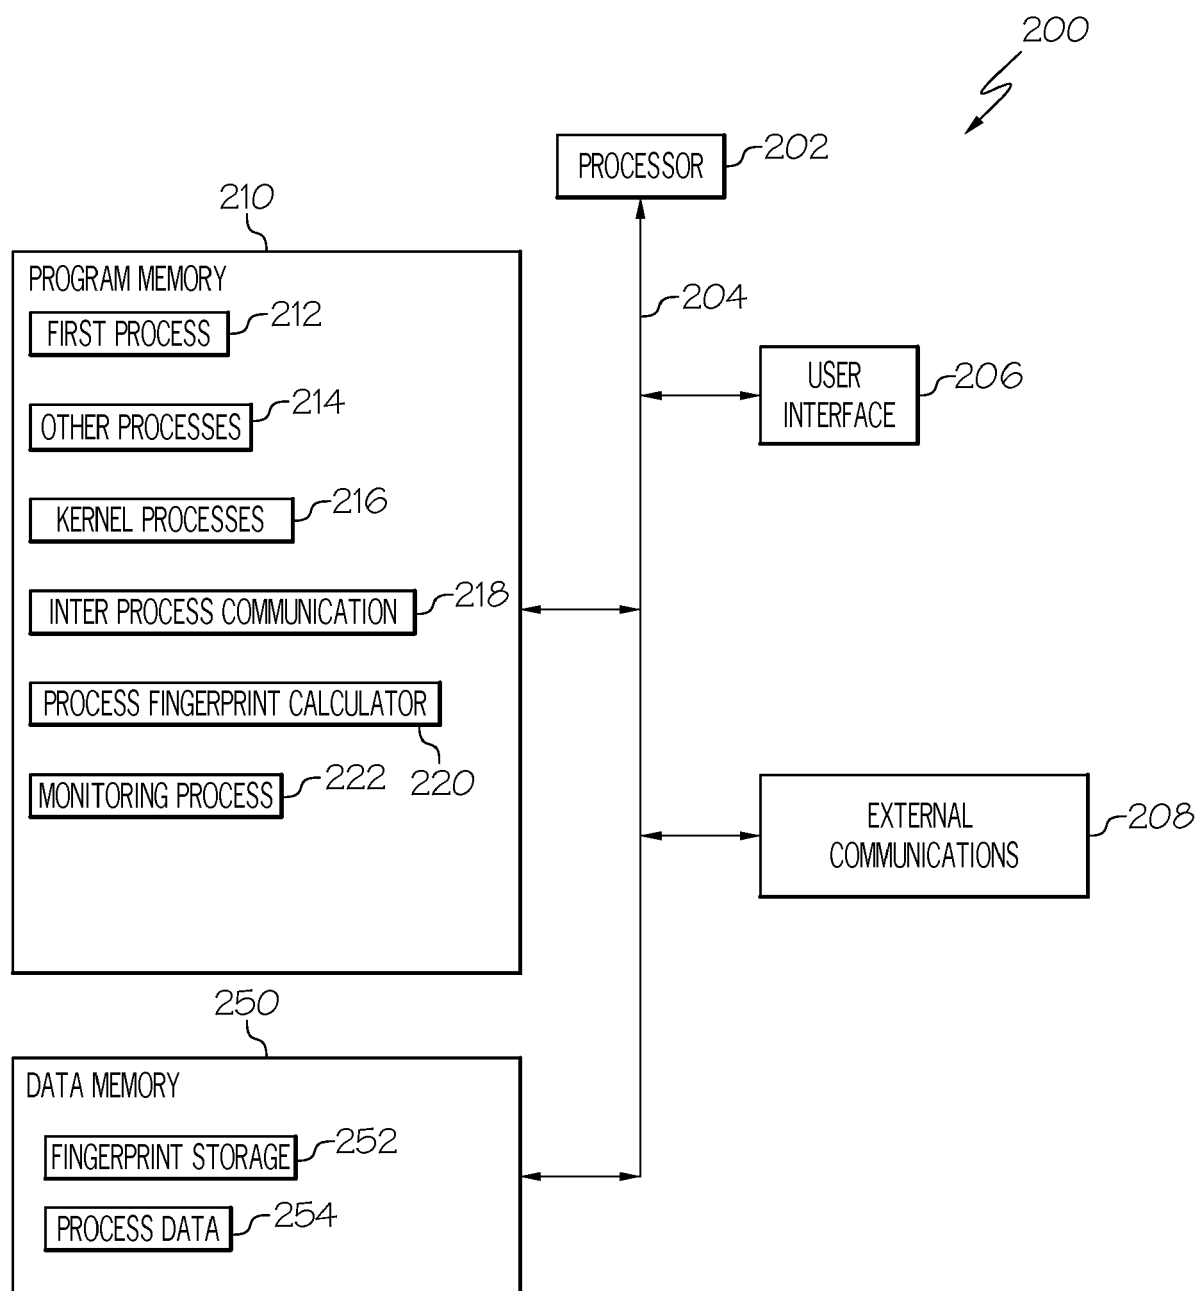 200
PROCESSOR
202
210
PROGRAM MEMORY
204
FIRST PROCESS
212
USER
INTERFACE
206
OTHER PROCESSES
214
KERNEL PROCESSES
216
INTER PROCESS COMMUNICATION
218
PROCESS FINGERPRINT CALCULATOR
220
MONITORING PROCESS
222
EXTERNAL
COMMUNICATIONS
208
250
DATA MEMORY
FINGERPRINT STORAGE
252
PROCESS DATA
254